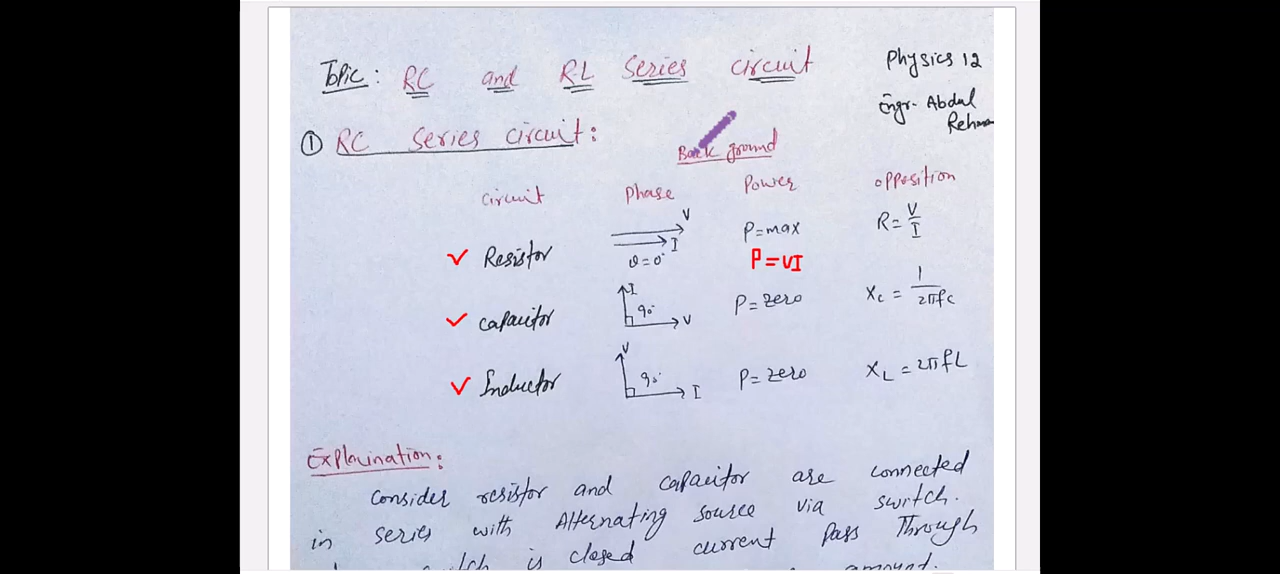 Topic: RC and R-L Series circuit
Physics 12
Engr. Abdul
Rehman
① RC Series circuit:
Back ground
Circuit Phase Power opposition
✓ Resistor V I θ=0° P=max R = V/I
P=VI
✓ Capacitor I 90° V P=zero Xc = 1/2πfc
✓ Inductor V 90° I P=zero XL = 2πfL
Explaination:
Consider resistor and capacitor are connected
in series with Alternating source via switch.
is closed current pass through
amount.